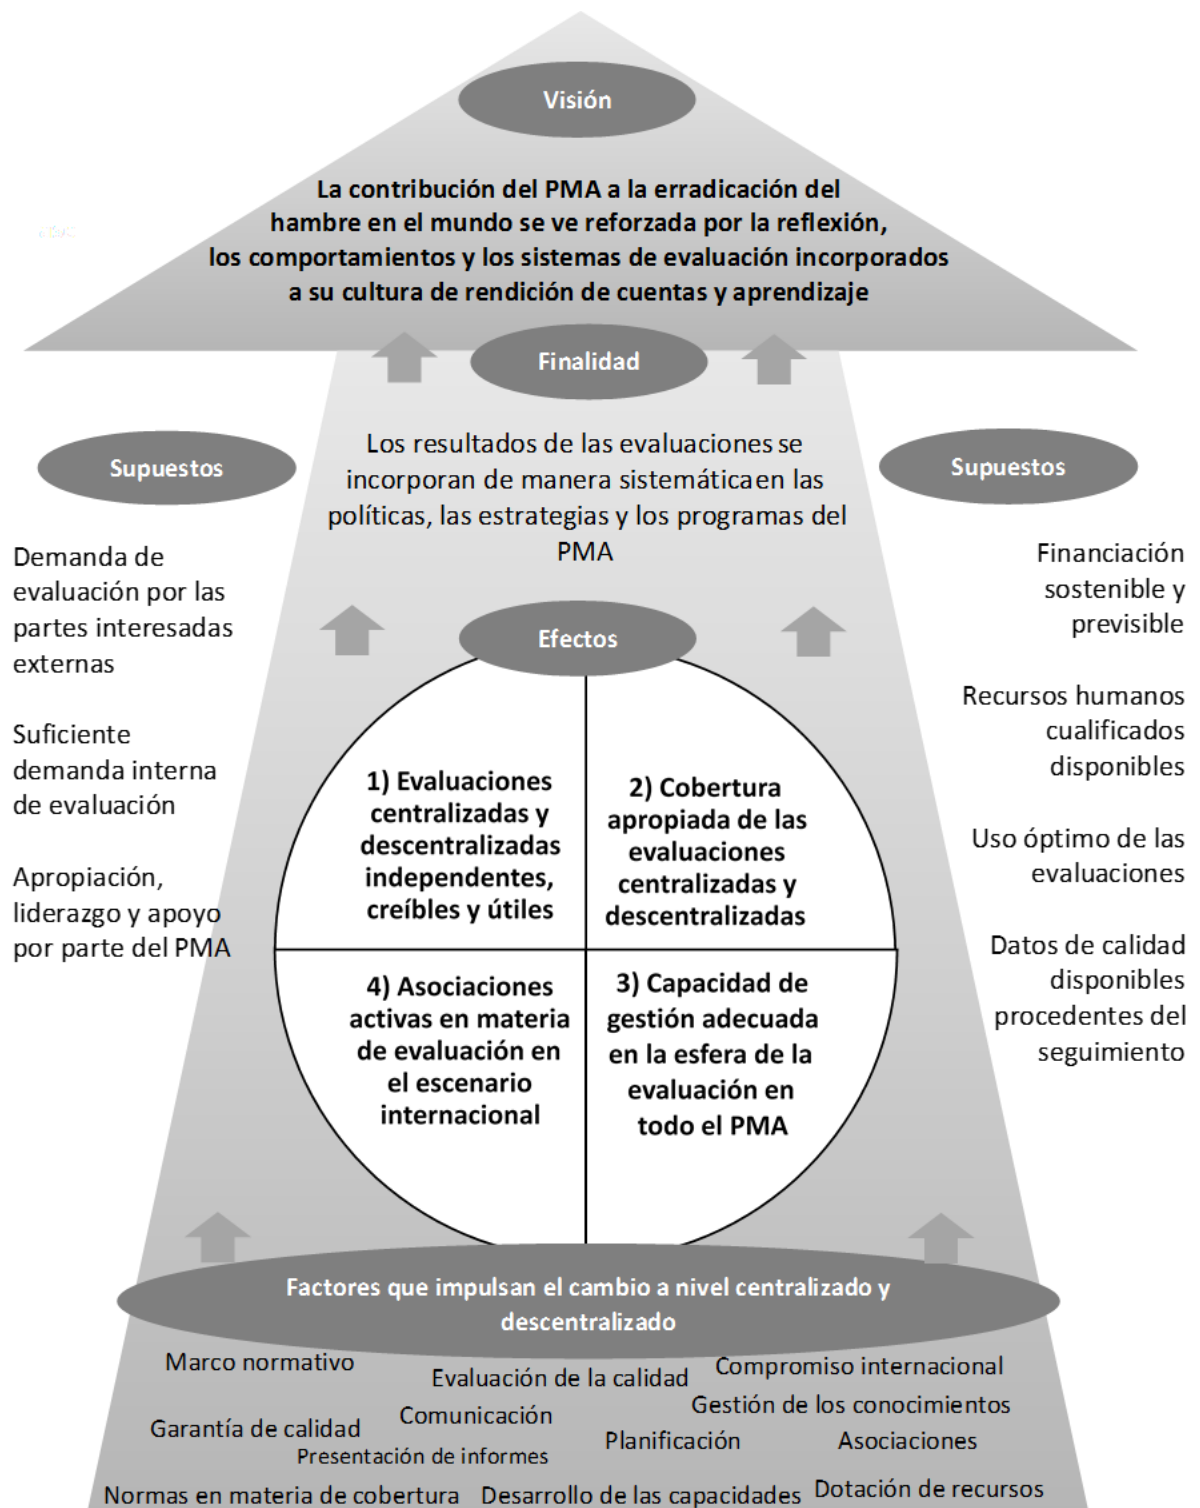 Visión
La contribución del PMA a la erradicación del
hambre en el mundo se ve reforzada por la reflexión,
los comportamientos y los sistemas de evaluación incorporados
a su cultura de rendición de cuentas y aprendizaje
Finalidad
Los resultados de las evaluaciones se
incorporan de manera sistemática en las
políticas, las estrategias y los programas del
PMA
Supuestos
Demanda de
evaluación por las
partes interesadas
externas
Suficiente
demanda interna
de evaluación
Apropiación,
liderazgo y apoyo
por parte del PMA
Supuestos
Financiación
sostenible y
previsible
Recursos humanos
cualificados
disponibles
Uso óptimo de las
evaluaciones
Datos de calidad
disponibles
procedentes del
seguimiento
Efectos
1) Evaluaciones
centralizadas y
descentralizadas
independientes,
creíbles y útiles
2) Cobertura
apropiada de las
evaluaciones
centralizadas y
descentralizadas
4) Asociaciones
activas en materia
de evaluación en
el escenario
internacional
3) Capacidad de
gestión adecuada
en la esfera de la
evaluación en
todo el PMA
Factores que impulsan el cambio a nivel centralizado y
descentralizado
Marco normativo
Evaluación de la calidad
Compromiso internacional
Garantía de calidad
Comunicación
Gestión de los conocimientos
Presentación de informes
Planificación
Asociaciones
Normas en materia de cobertura
Desarrollo de las capacidades
Dotación de recursos